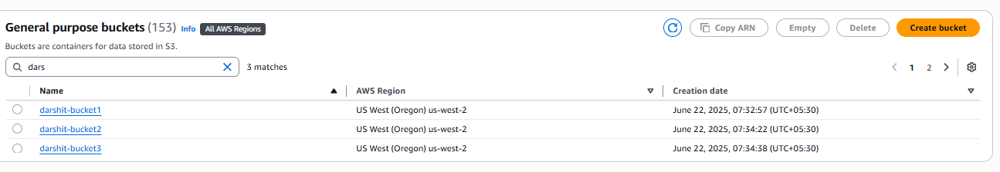 General purpose buckets (153) Info All AWS Regions Copy ARN Empty Delete Create bucket
Buckets are containers for data stored in S3.
dars 3 matches 1 2
Name AWS Region Creation date
darshit-bucket1 US West (Oregon) us-west-2 June 22, 2025, 07:32:57 (UTC+05:30)
darshit-bucket2 US West (Oregon) us-west-2 June 22, 2025, 07:34:22 (UTC+05:30)
darshit-bucket3 US West (Oregon) us-west-2 June 22, 2025, 07:34:38 (UTC+05:30)